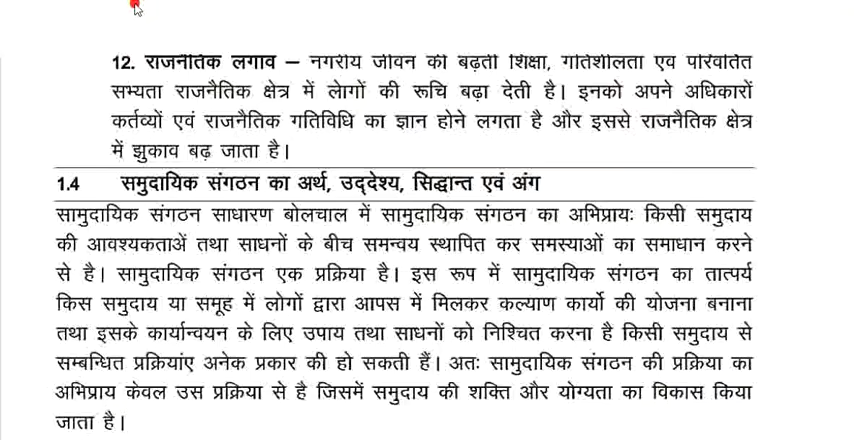 12. राजनैतिक लगाव – नगरीय जीवन की बढ़ती शिक्षा, गतिशीलता एवं परिवर्तित
सभ्यता राजनैतिक क्षेत्र में लेागों की रूचि बढ़ा देती है। इनको अपने अधिकारों
कर्तव्यों एवं राजनैतिक गतिविधि का ज्ञान होने लगता है और इससे राजनैतिक क्षेत्र
में झुकाव बढ़ जाता है।
1.4 समुदायिक संगठन का अर्थ, उद्देश्य, सिद्धान्त एवं अंग
सामुदायिक संगठन साधारण बोलचाल में सामुदायिक संगठन का अभिप्रायः किसी समुदाय
की आवश्यकताओं तथा साधनों के बीच समन्वय स्थापित कर समस्याओं का समाधान करने
से है। सामुदायिक संगठन एक प्रक्रिया है। इस रूप में सामुदायिक संगठन का तात्पर्य
किस समुदाय या समूह में लोगों द्वारा आपस में मिलकर कल्याण कार्यो की योजना बनाना
तथा इसके कार्यान्वयन के लिए उपाय तथा साधनों को निश्चित करना है किसी समुदाय से
सम्बन्धित प्रक्रियांए अनेक प्रकार की हो सकती हैं। अतः सामुदायिक संगठन की प्रक्रिया का
अभिप्राय केवल उस प्रक्रिया से है जिसमें समुदाय की शक्ति और योग्यता का विकास किया
जाता है।